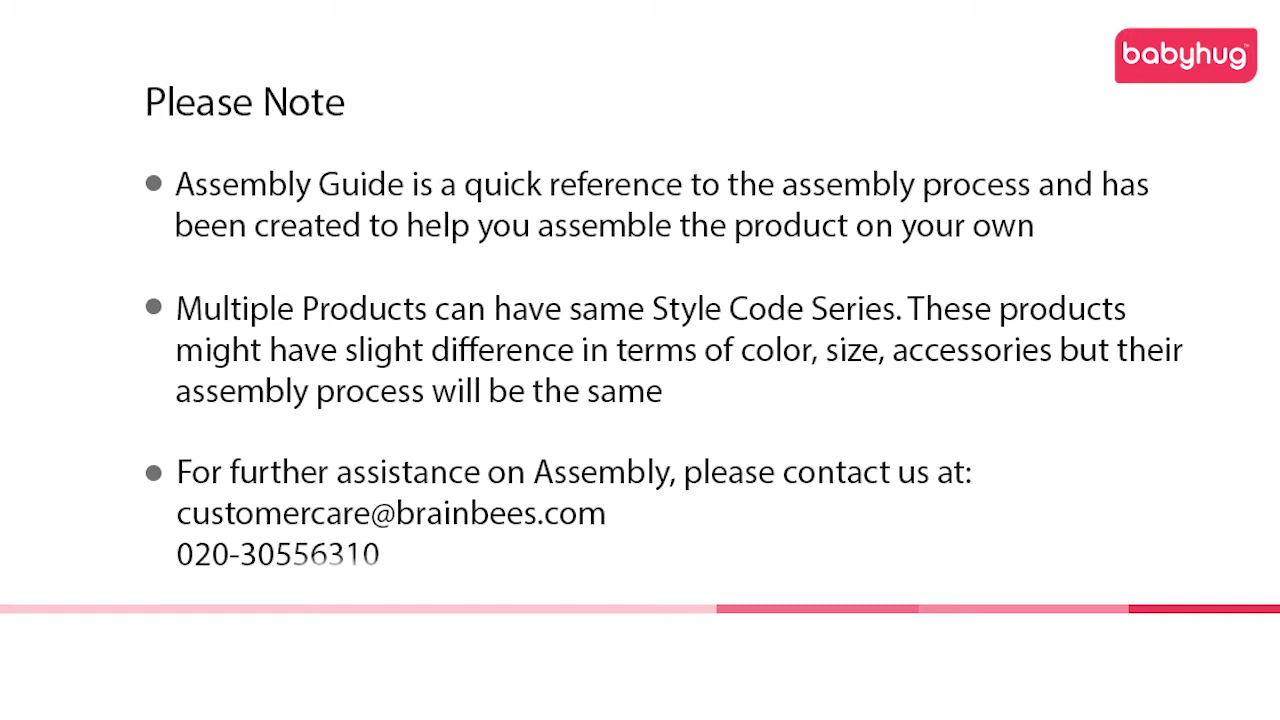 babyhug™
Please Note
Assembly Guide is a quick reference to the assembly process and has
been created to help you assemble the product on your own
Multiple Products can have same Style Code Series. These products
might have slight difference in terms of color, size, accessories but their
assembly process will be the same
For further assistance on Assembly, please contact us at:
customercare@brainbees.com
020-30556310